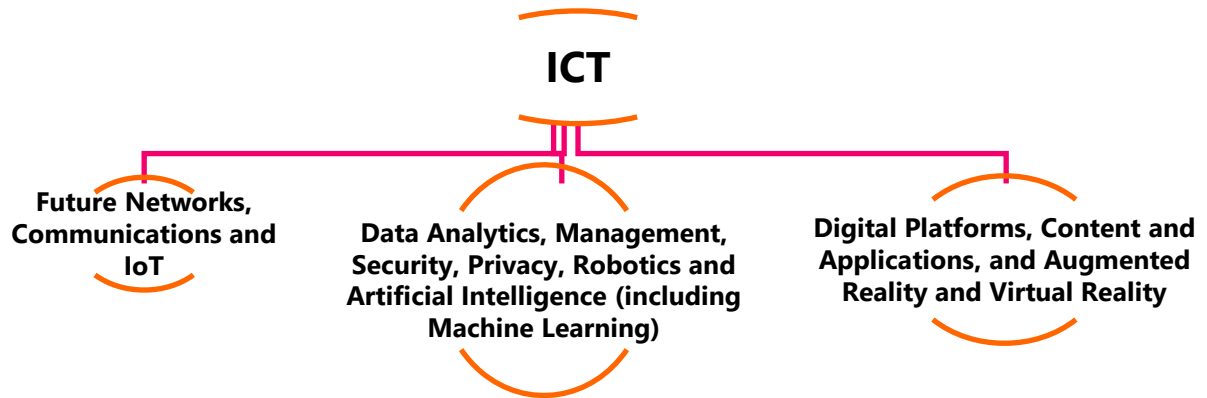 ICT
Future Networks,
Communications and
IoT
Data Analytics, Management,
Security, Privacy, Robotics and
Artificial Intelligence (including
Machine Learning)
Digital Platforms, Content and
Applications, and Augmented
Reality and Virtual Reality